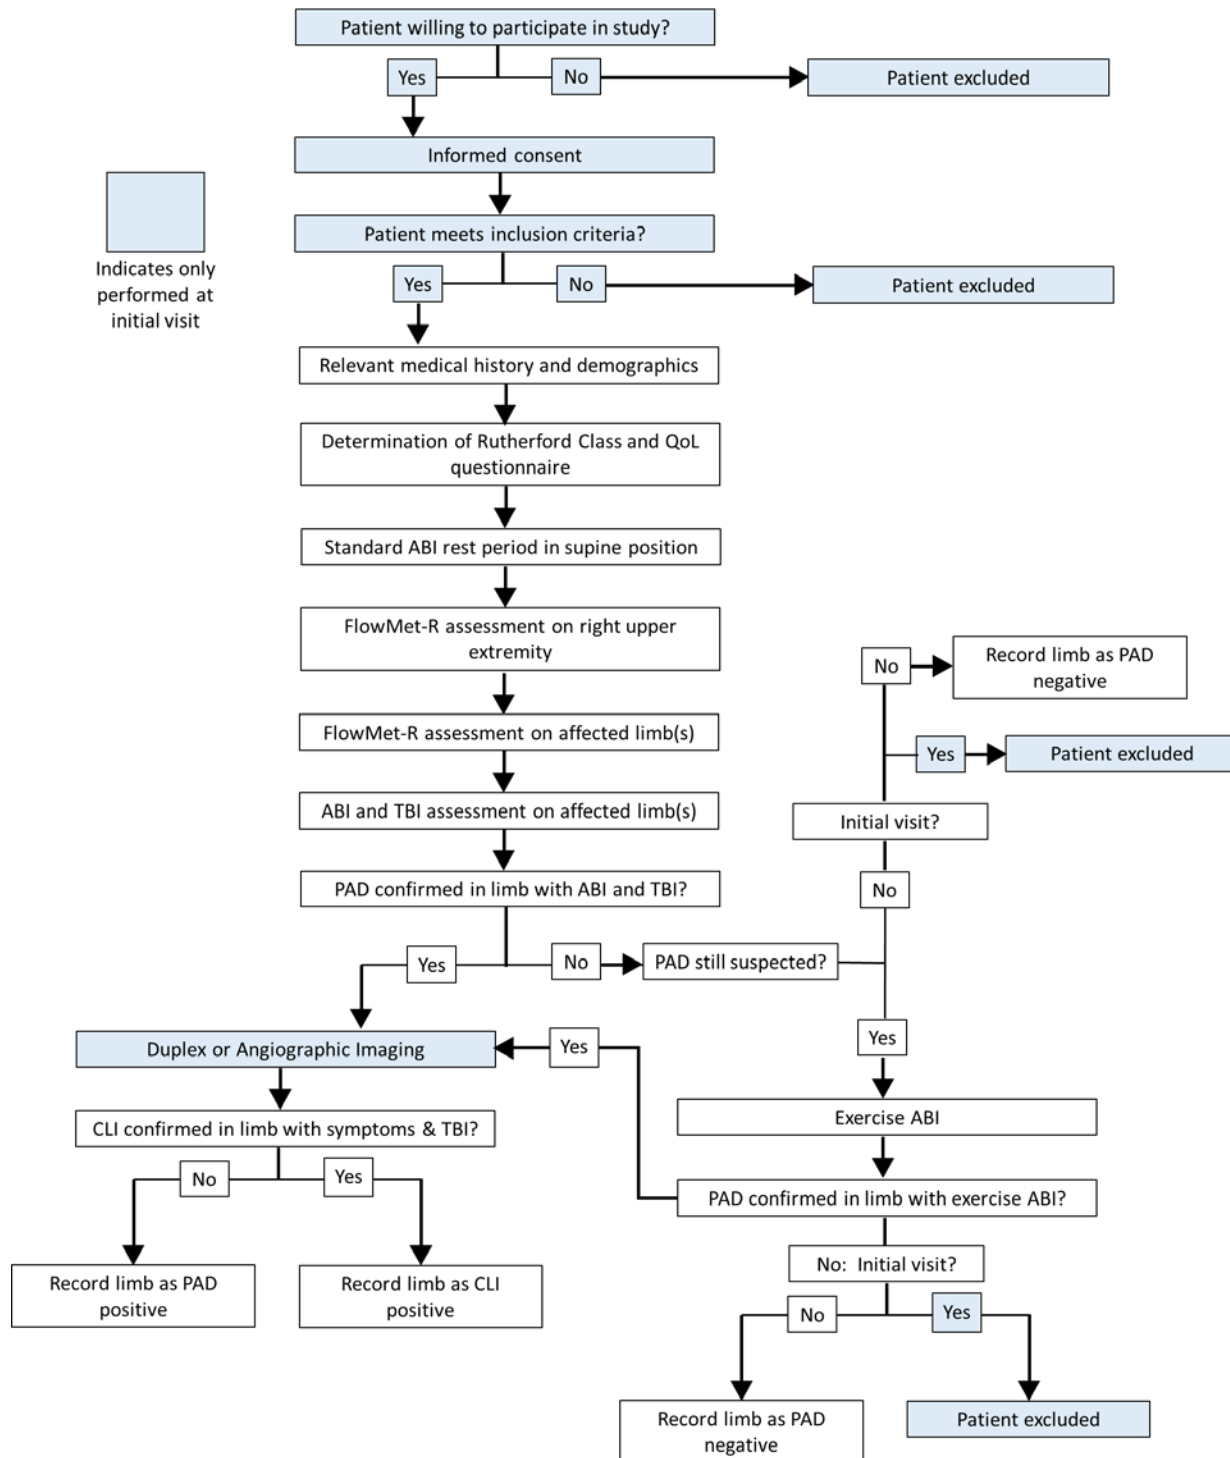 Patient willing to participate in study?
Yes
No
Patient excluded
Informed consent
Indicates only
performed at
initial visit
Patient meets inclusion criteria?
Yes
No
Patient excluded
Relevant medical history and demographics
Determination of Rutherford Class and QoL
questionnaire
Standard ABI rest period in supine position
FlowMet-R assessment on right upper
extremity
FlowMet-R assessment on affected limb(s)
ABI and TBI assessment on affected limb(s)
PAD confirmed in limb with ABI and TBI?
Yes
No
PAD still suspected?
No
Initial visit?
Yes
Patient excluded
No
Record limb as PAD
negative
Yes
Exercise ABI
PAD confirmed in limb with exercise ABI?
Yes
Duplex or Angiographic Imaging
CLI confirmed in limb with symptoms & TBI?
No
Yes
Record limb as PAD
positive
Record limb as CLI
positive
No:  Initial visit?
No
Yes
Record limb as PAD
negative
Patient excluded